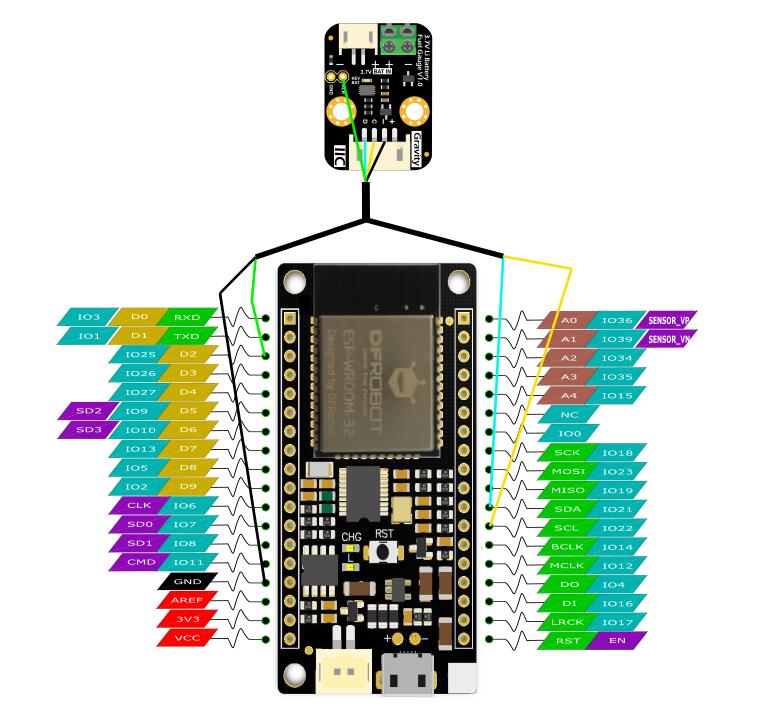 3.7V Li Battery
Fuel Gauge V1.0
3.7V BAT IN
REV
BAT
GND
D C - +
IIC
Gravity
DFROBOT
ESP-WROOM-32
IO3 D0 RXD
IO1 D1 TXD
IO25 D2
IO26 D3
IO27 D4
SD2 IO9 D5
SD3 IO10 D6
IO13 D7
IO5 D8
IO2 D9
CLK IO6
SD0 IO7
SD1 IO8
CMD IO11
GND
AREF
3V3
VCC
A0 IO36 SENSOR_VP
A1 IO39 SENSOR_VN
A2 IO34
A3 IO35
A4 IO15
NC
IO0
SCK IO18
MOSI IO23
MISO IO19
SDA IO21
SCL IO22
BCLK IO14
MCLK IO12
DO IO4
DI IO16
LRCK IO17
RST EN
CHG
RST
+ -